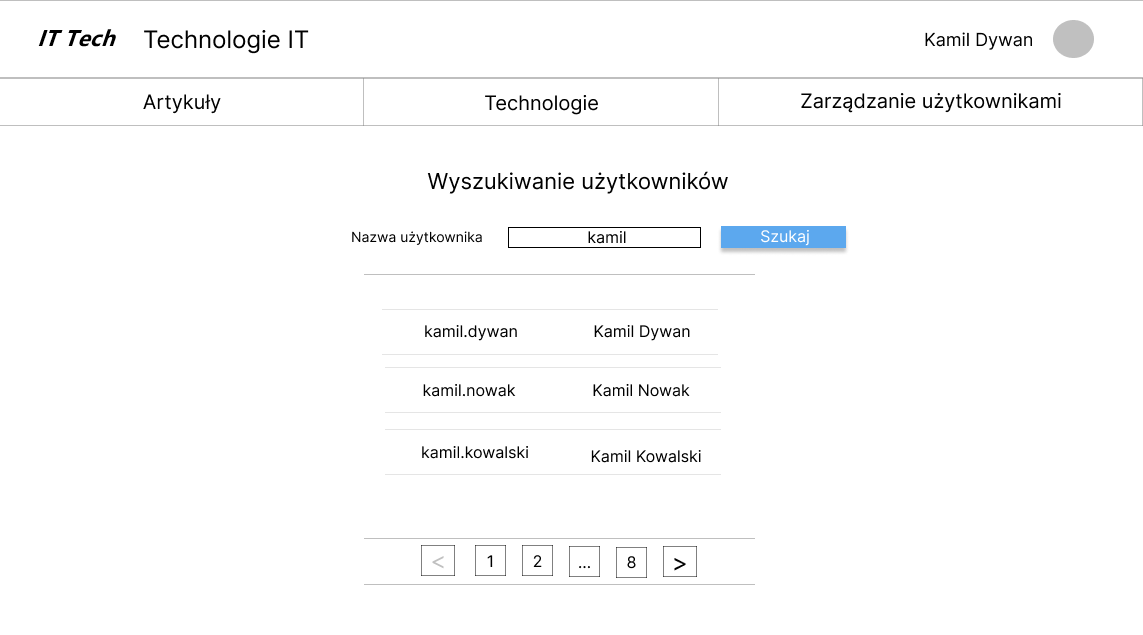 IT Tech Technologie IT Kamil Dywan
Artykuły Technologie Zarządzanie użytkownikami
Wyszukiwanie użytkowników
Nazwa użytkownika kamil Szukaj
kamil.dywan Kamil Dywan
kamil.nowak Kamil Nowak
kamil.kowalski Kamil Kowalski
< 1 2 ... 8 >